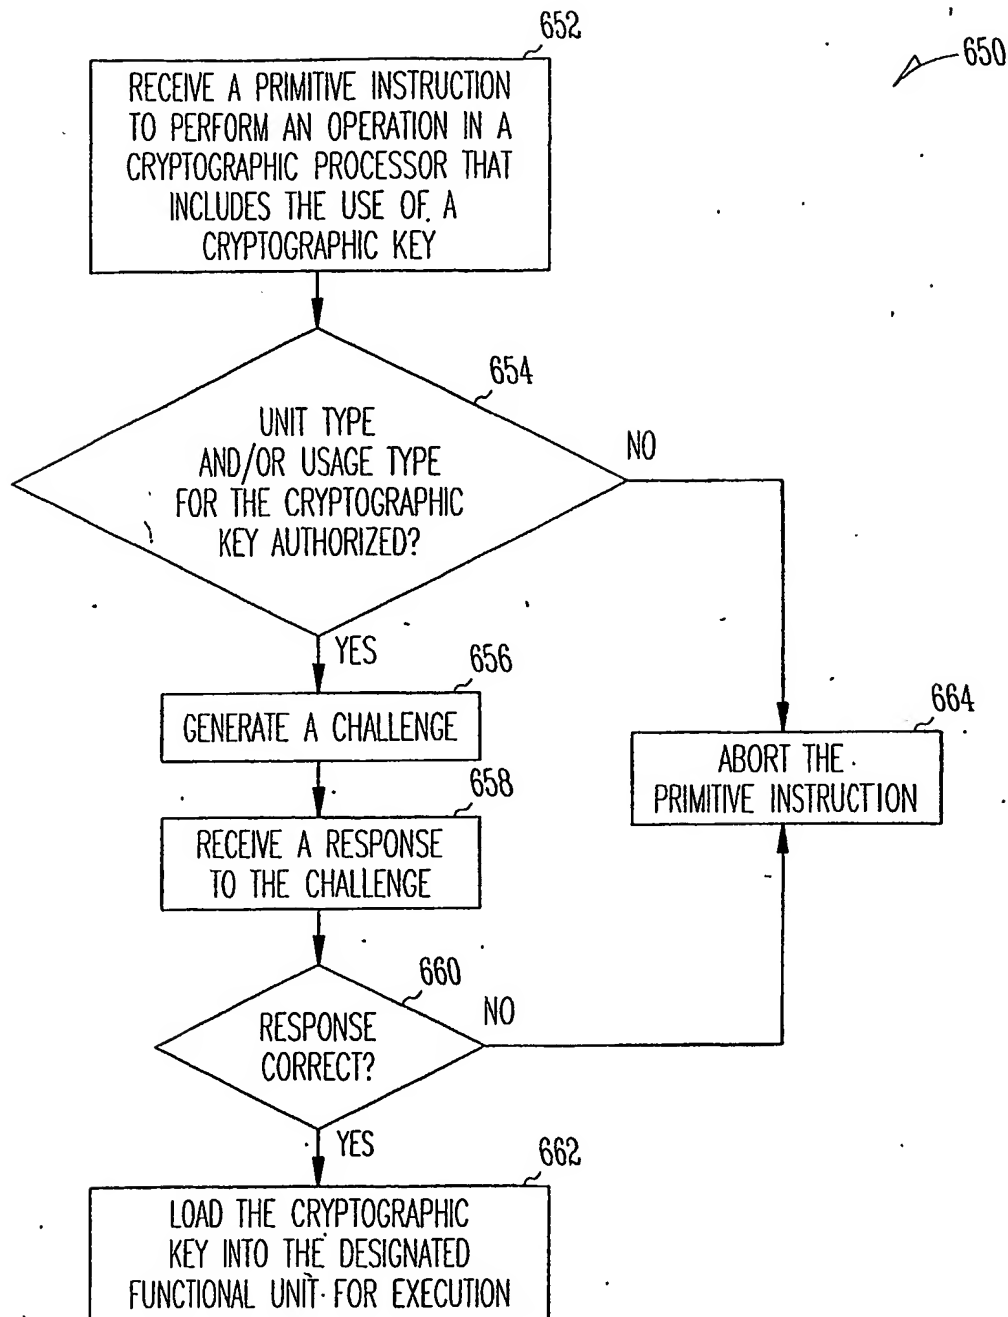 652
650
RECEIVE A PRIMITIVE INSTRUCTION
TO PERFORM AN OPERATION IN A
CRYPTOGRAPHIC PROCESSOR THAT
INCLUDES THE USE OF A
CRYPTOGRAPHIC KEY
654
UNIT TYPE
AND/OR USAGE TYPE
FOR THE CRYPTOGRAPHIC
KEY AUTHORIZED?
NO
YES
656
GENERATE A CHALLENGE
664
ABORT THE
PRIMITIVE INSTRUCTION
658
RECEIVE A RESPONSE
TO THE CHALLENGE
660
RESPONSE
CORRECT?
NO
YES
662
LOAD THE CRYPTOGRAPHIC
KEY INTO THE DESIGNATED
FUNCTIONAL UNIT FOR EXECUTION